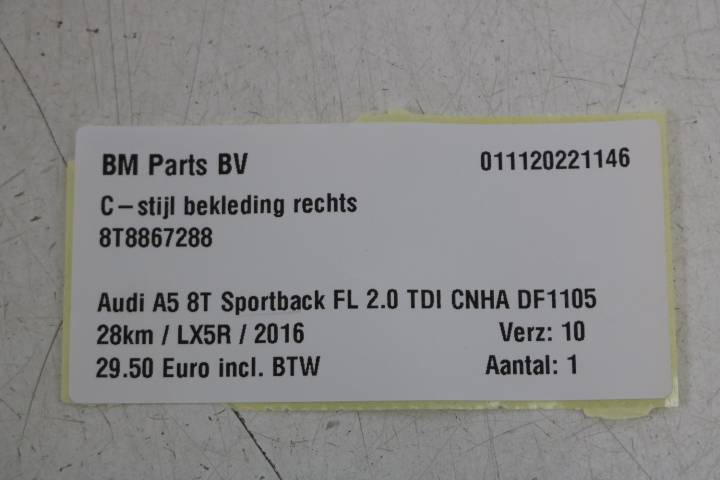 BM Parts BV 011120221146
C-stijl bekleding rechts
8T8867288
Audi A5 8T Sportback FL 2.0 TDI CNHA DF1105
28km / LX5R / 2016 Verz: 10
29.50 Euro incl. BTW Aantal: 1